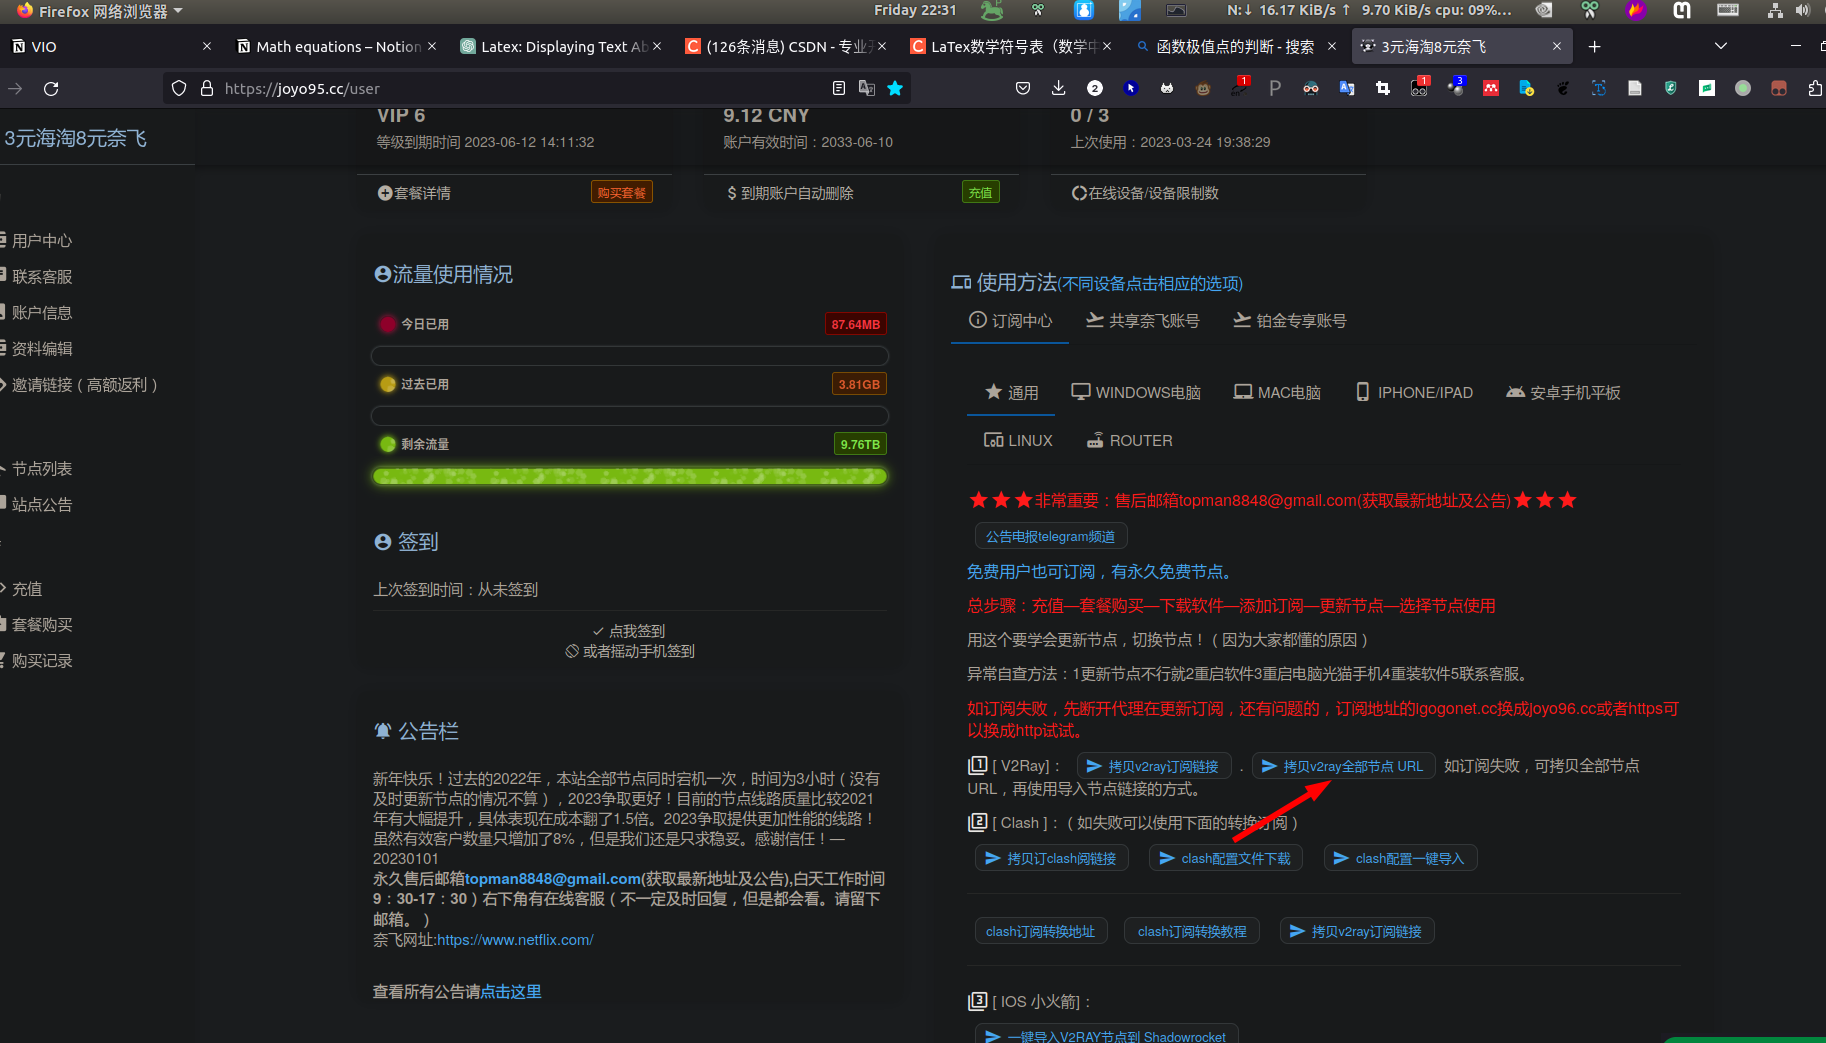 Firefox 网络浏览器
Friday 22:31
N:↓ 16.17 KiB/s ↑ 9.70 KiB/s cpu: 09%...
VIO
Math equations – Notion
Latex: Displaying Text Ab
(126条消息) CSDN - 专业
LaTex数学符号表（数学
函数极值点的判断 - 搜索
3元海淘8元奈飞
https://joyo95.cc/user
3元海淘8元奈飞
用户中心
联系客服
账户信息
资料编辑
邀请链接（高额返利）
节点列表
站点公告
充值
套餐购买
购买记录
VIP 6
等级到期时间 2023-06-12 14:11:32
套餐详情
购买套餐
9.12 CNY
账户有效时间：2033-06-10
$ 到期账户自动删除
充值
0 / 3
上次使用：2023-03-24 19:38:29
在线设备/设备限制数
流量使用情况
今日已用
87.64MB
过去已用
3.81GB
剩余流量
9.76TB
签到
上次签到时间：从未签到
点我签到
或者摇动手机签到
公告栏
新年快乐！过去的2022年，本站全部节点同时宕机一次，时间为3小时（没有
及时更新节点的情况不算），2023争取更好！目前的节点线路质量比较2021
年有大幅提升，具体表现在成本翻了1.5倍。2023争取提供更加性能的线路！
虽然有效客户数量只增加了8%，但是我们还是只求稳妥。感谢信任！—
20230101
永久售后邮箱topman8848@gmail.com(获取最新地址及公告),白天工作时间
9：30-17：30）右下角有在线客服（不一定及时回复，但是都会看。请留下
邮箱。）
奈飞网址:https://www.netflix.com/
查看所有公告请点击这里
使用方法(不同设备点击相应的选项)
订阅中心
共享奈飞账号
铂金专享账号
通用
WINDOWS电脑
MAC电脑
IPHONE/IPAD
安卓手机平板
LINUX
ROUTER
★★★非常重要：售后邮箱topman8848@gmail.com(获取最新地址及公告)★★★
公告电报telegram频道
免费用户也可订阅，有永久免费节点。
总步骤：充值—套餐购买—下载软件—添加订阅—更新节点—选择节点使用
用这个要学会更新节点，切换节点！（因为大家都懂的原因）
异常自查方法：1更新节点不行就2重启软件3重启电脑光猫手机4重装软件5联系客服。
如订阅失败，先断开代理在更新订阅，还有问题的，订阅地址的igogonet.cc换成joyo96.cc或者https可
以换成http试试。
1 [ V2Ray]： 拷贝v2ray订阅链接 . 拷贝v2ray全部节点 URL 如订阅失败，可拷贝全部节点
URL，再使用导入节点链接的方式。
2 [ Clash ]：（如失败可以使用下面的转换订阅）
拷贝订clash阅链接
clash配置文件下载
clash配置一键导入
clash订阅转换地址
clash订阅转换教程
拷贝v2ray订阅链接
3 [ IOS 小火箭]：
一键导入V2RAY节点到 Shadowrocket